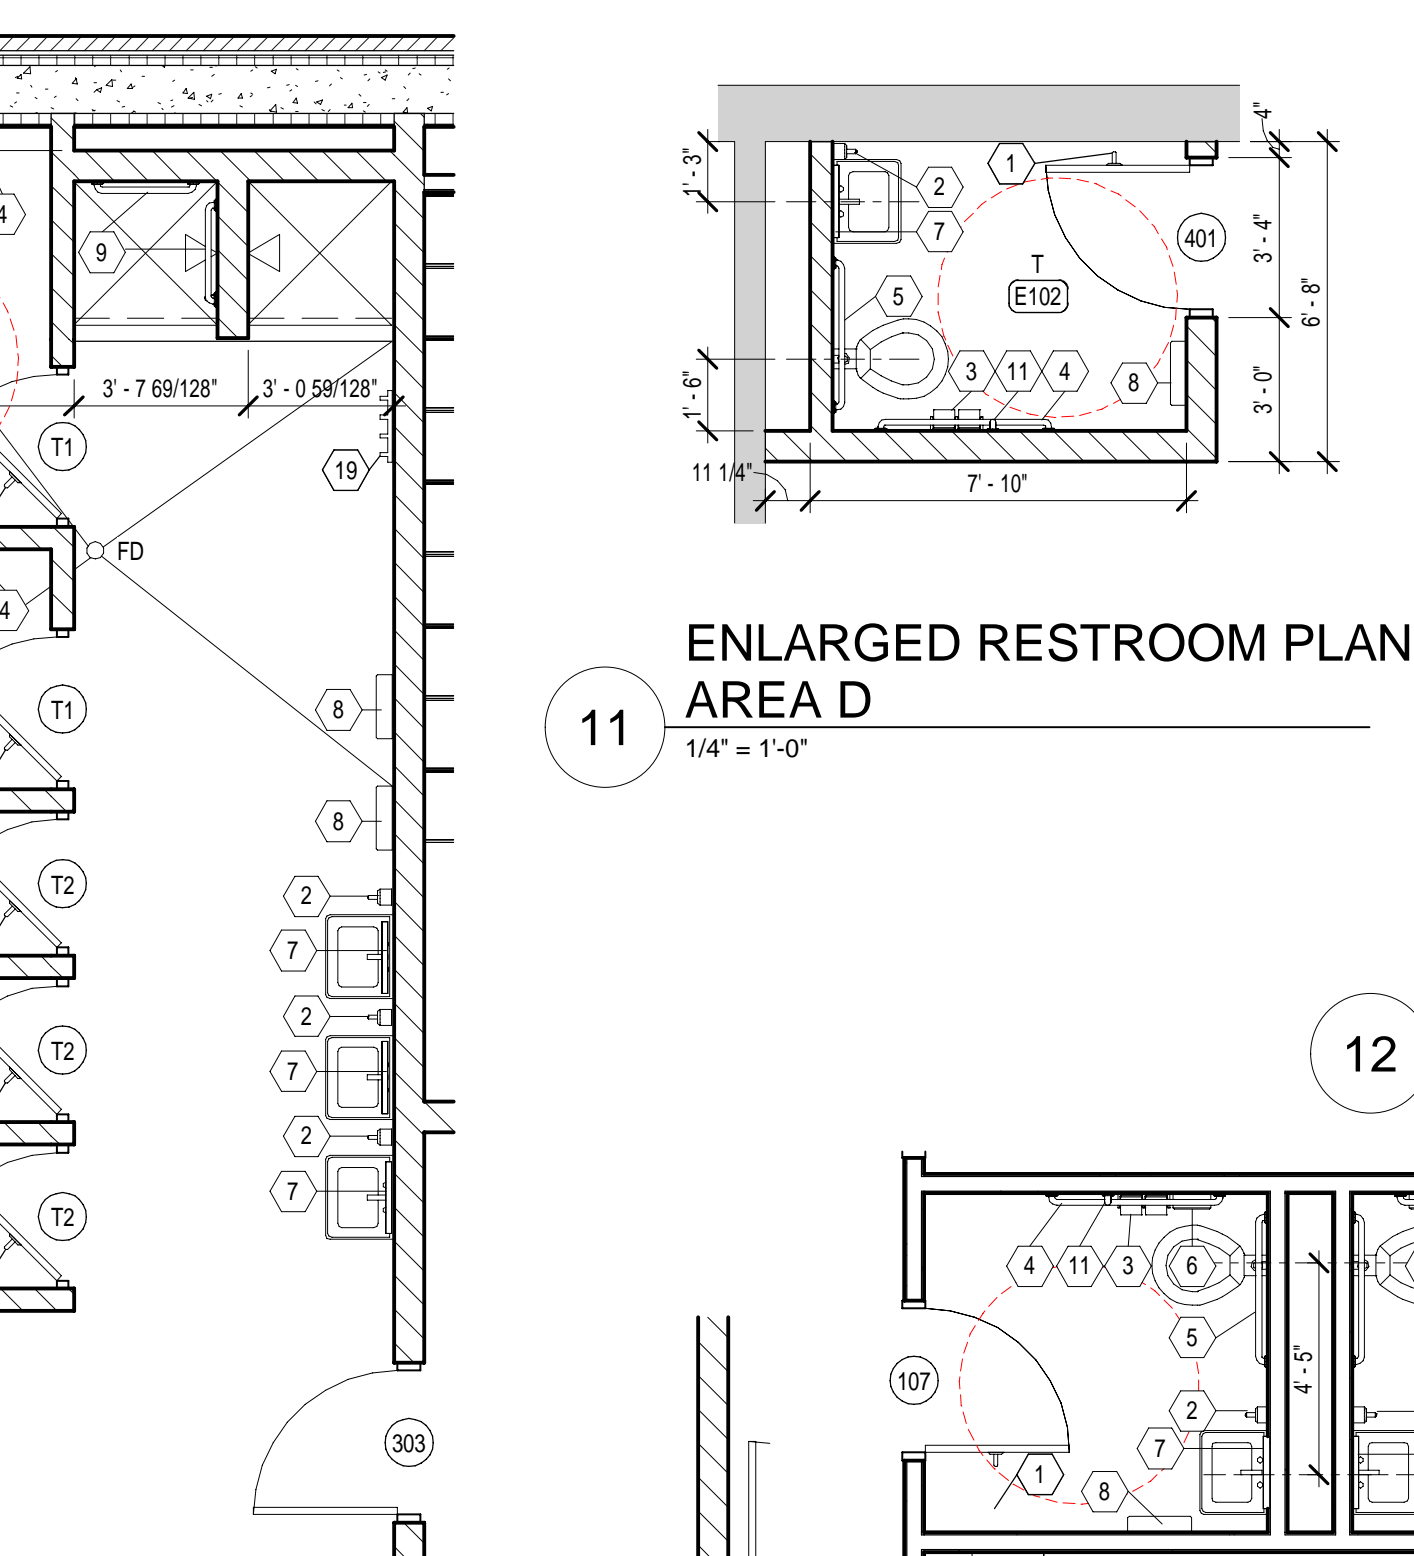 4
9
3' - 7 69/128"
3' - 0 59/128"
T1
19
FD
4
T1
8
8
T2
2
7
2
T2
7
2
7
T2
303
1' - 3"
1
2
7
4"
401
3' - 4"
T
E102
5
6' - 8"
3
11
4
8
1' - 6"
3' - 0"
11 1/4"
7' - 10"
11
ENLARGED RESTROOM PLAN
AREA D
1/4" = 1'-0"
12
4
11
3
6
5
107
4' - 5"
2
7
1
8